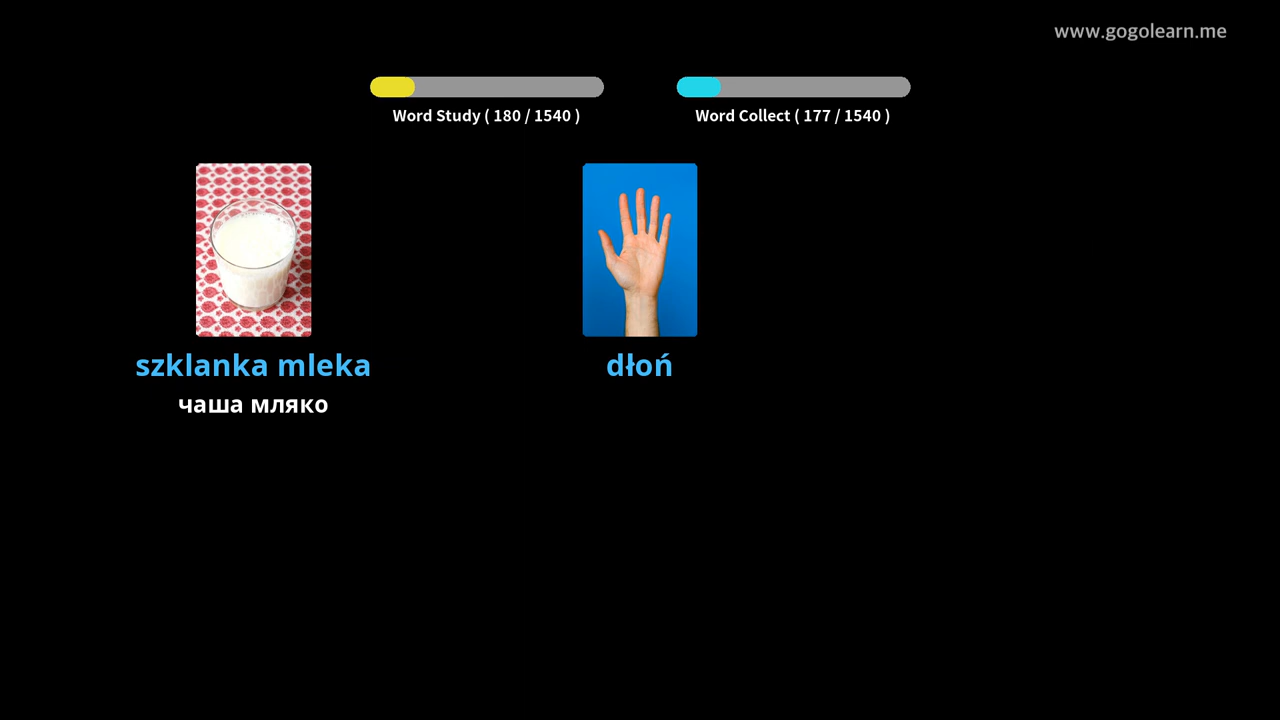 www.gogolearn.me
Word Study ( 180 / 1540 )
Word Collect ( 177 / 1540 )
szklanka mleka
чаша мляко
dłoń